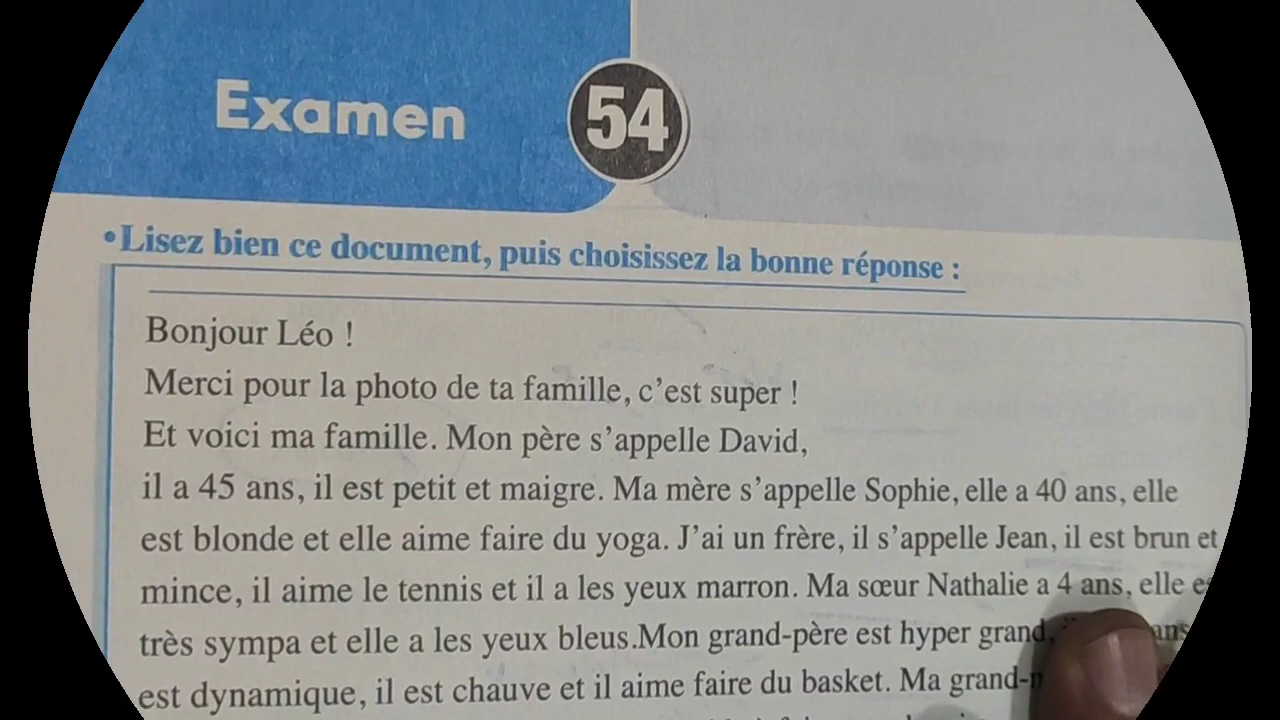 Examen 54
•Lisez bien ce document, puis choisissez la bonne réponse :
Bonjour Léo !
Merci pour la photo de ta famille, c'est super !
Et voici ma famille. Mon père s'appelle David,
il a 45 ans, il est petit et maigre. Ma mère s'appelle Sophie, elle a 40 ans, elle
est blonde et elle aime faire du yoga. J'ai un frère, il s'appelle Jean, il est brun et
mince, il aime le tennis et il a les yeux marron. Ma sœur Nathalie a 4 ans, elle
très sympa et elle a les yeux bleus.Mon grand-père est hyper grand,
est dynamique, il est chauve et il aime faire du basket. Ma